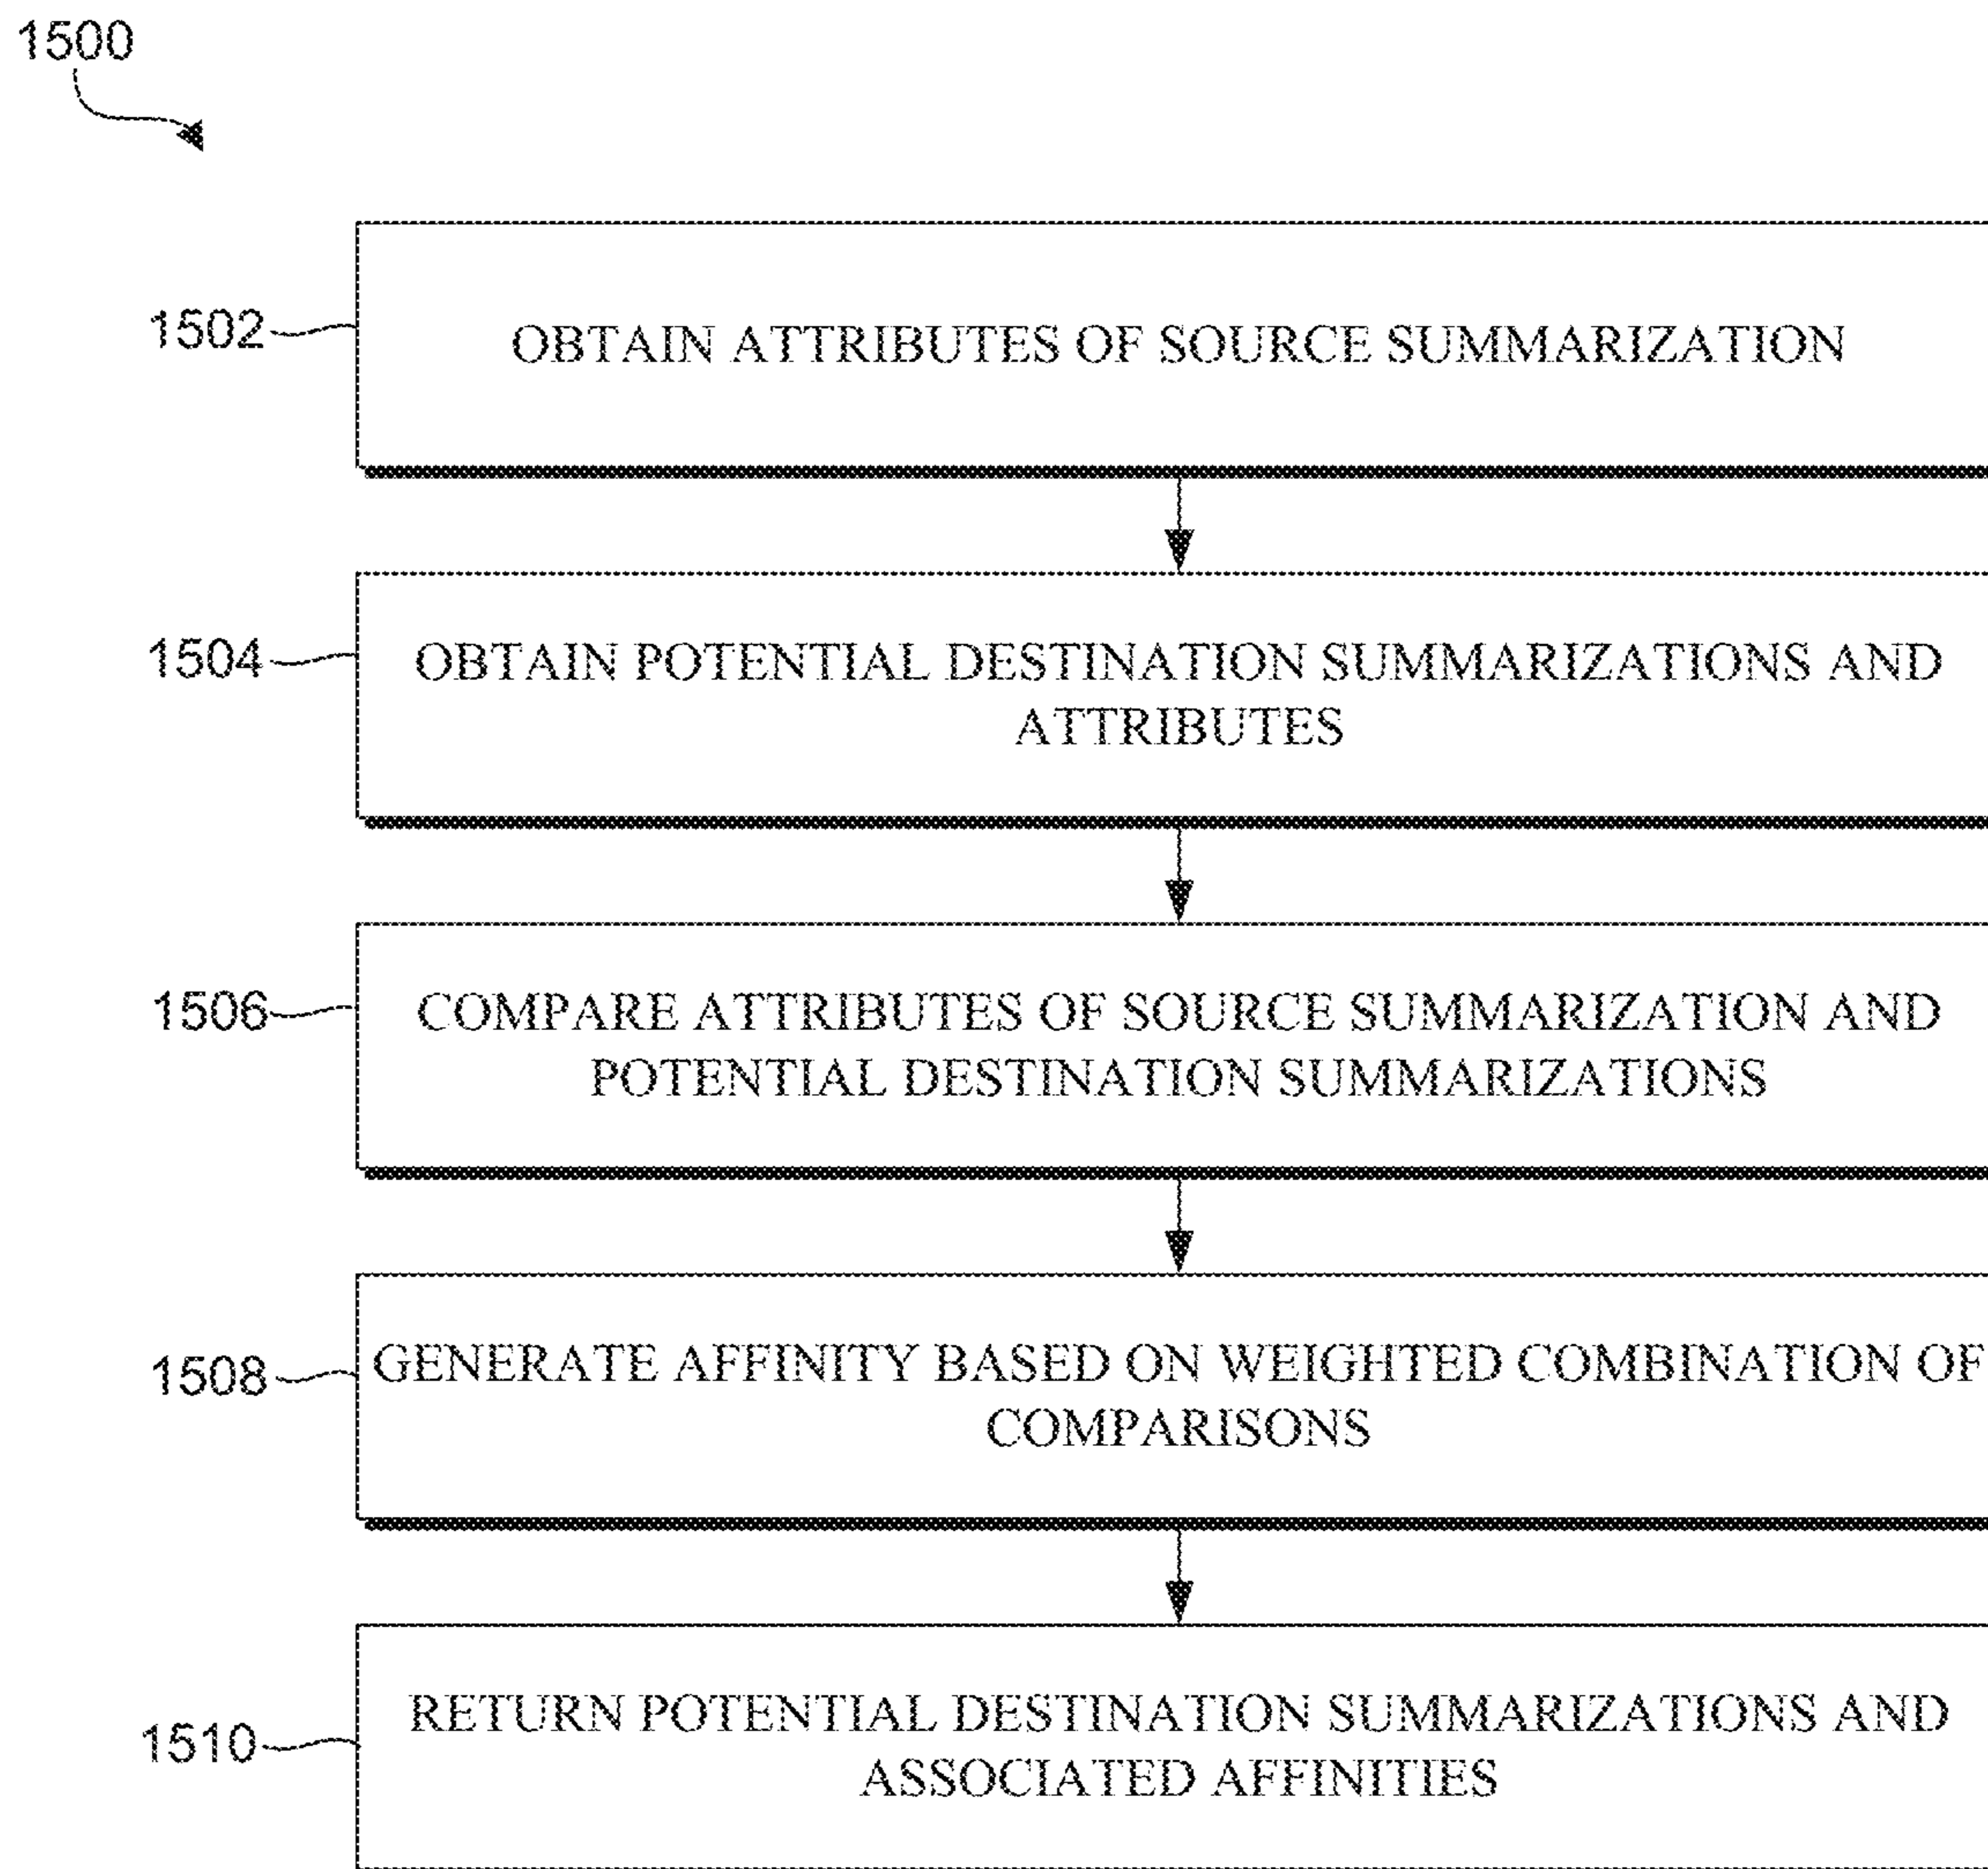 1500
1502
OBTAIN ATTRIBUTES OF SOURCE SUMMARIZATION
1504
OBTAIN POTENTIAL DESTINATION SUMMARIZATIONS AND
ATTRIBUTES
1506
COMPARE ATTRIBUTES OF SOURCE SUMMARIZATION AND
POTENTIAL DESTINATION SUMMARIZATIONS
1508
GENERATE AFFINITY BASED ON WEIGHTED COMBINATION OF
COMPARISONS
1510
RETURN POTENTIAL DESTINATION SUMMARIZATIONS AND
ASSOCIATED AFFINITIES